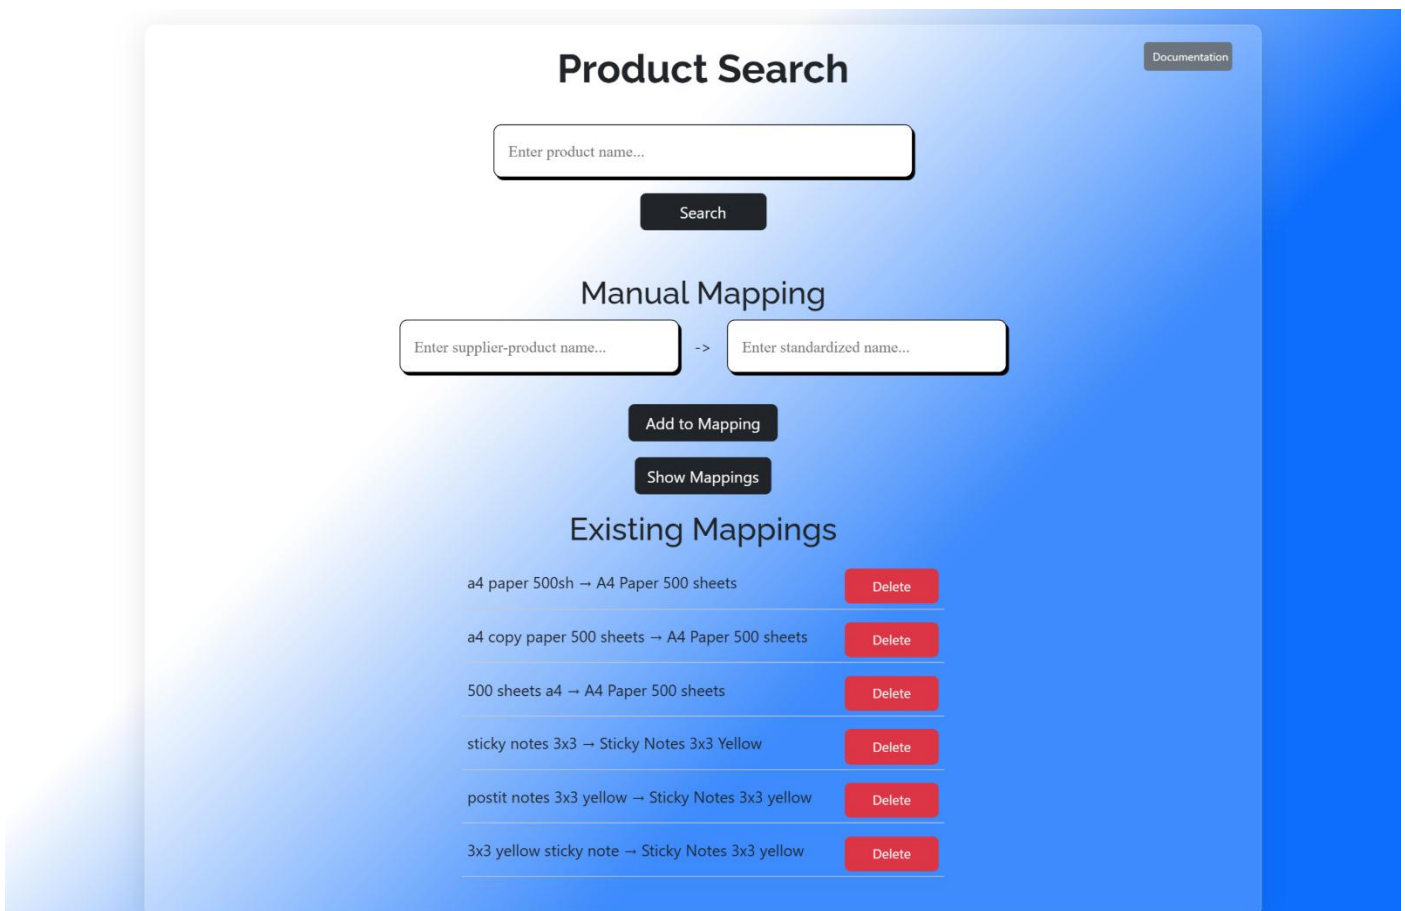 Product Search
Documentation
Enter product name...
Search
Manual Mapping
Enter supplier-product name...
->
Enter standardized name...
Add to Mapping
Show Mappings
Existing Mappings
a4 paper 500sh → A4 Paper 500 sheets
Delete
a4 copy paper 500 sheets → A4 Paper 500 sheets
Delete
500 sheets a4 → A4 Paper 500 sheets
Delete
sticky notes 3x3 → Sticky Notes 3x3 Yellow
Delete
postit notes 3x3 yellow → Sticky Notes 3x3 yellow
Delete
3x3 yellow sticky note → Sticky Notes 3x3 yellow
Delete